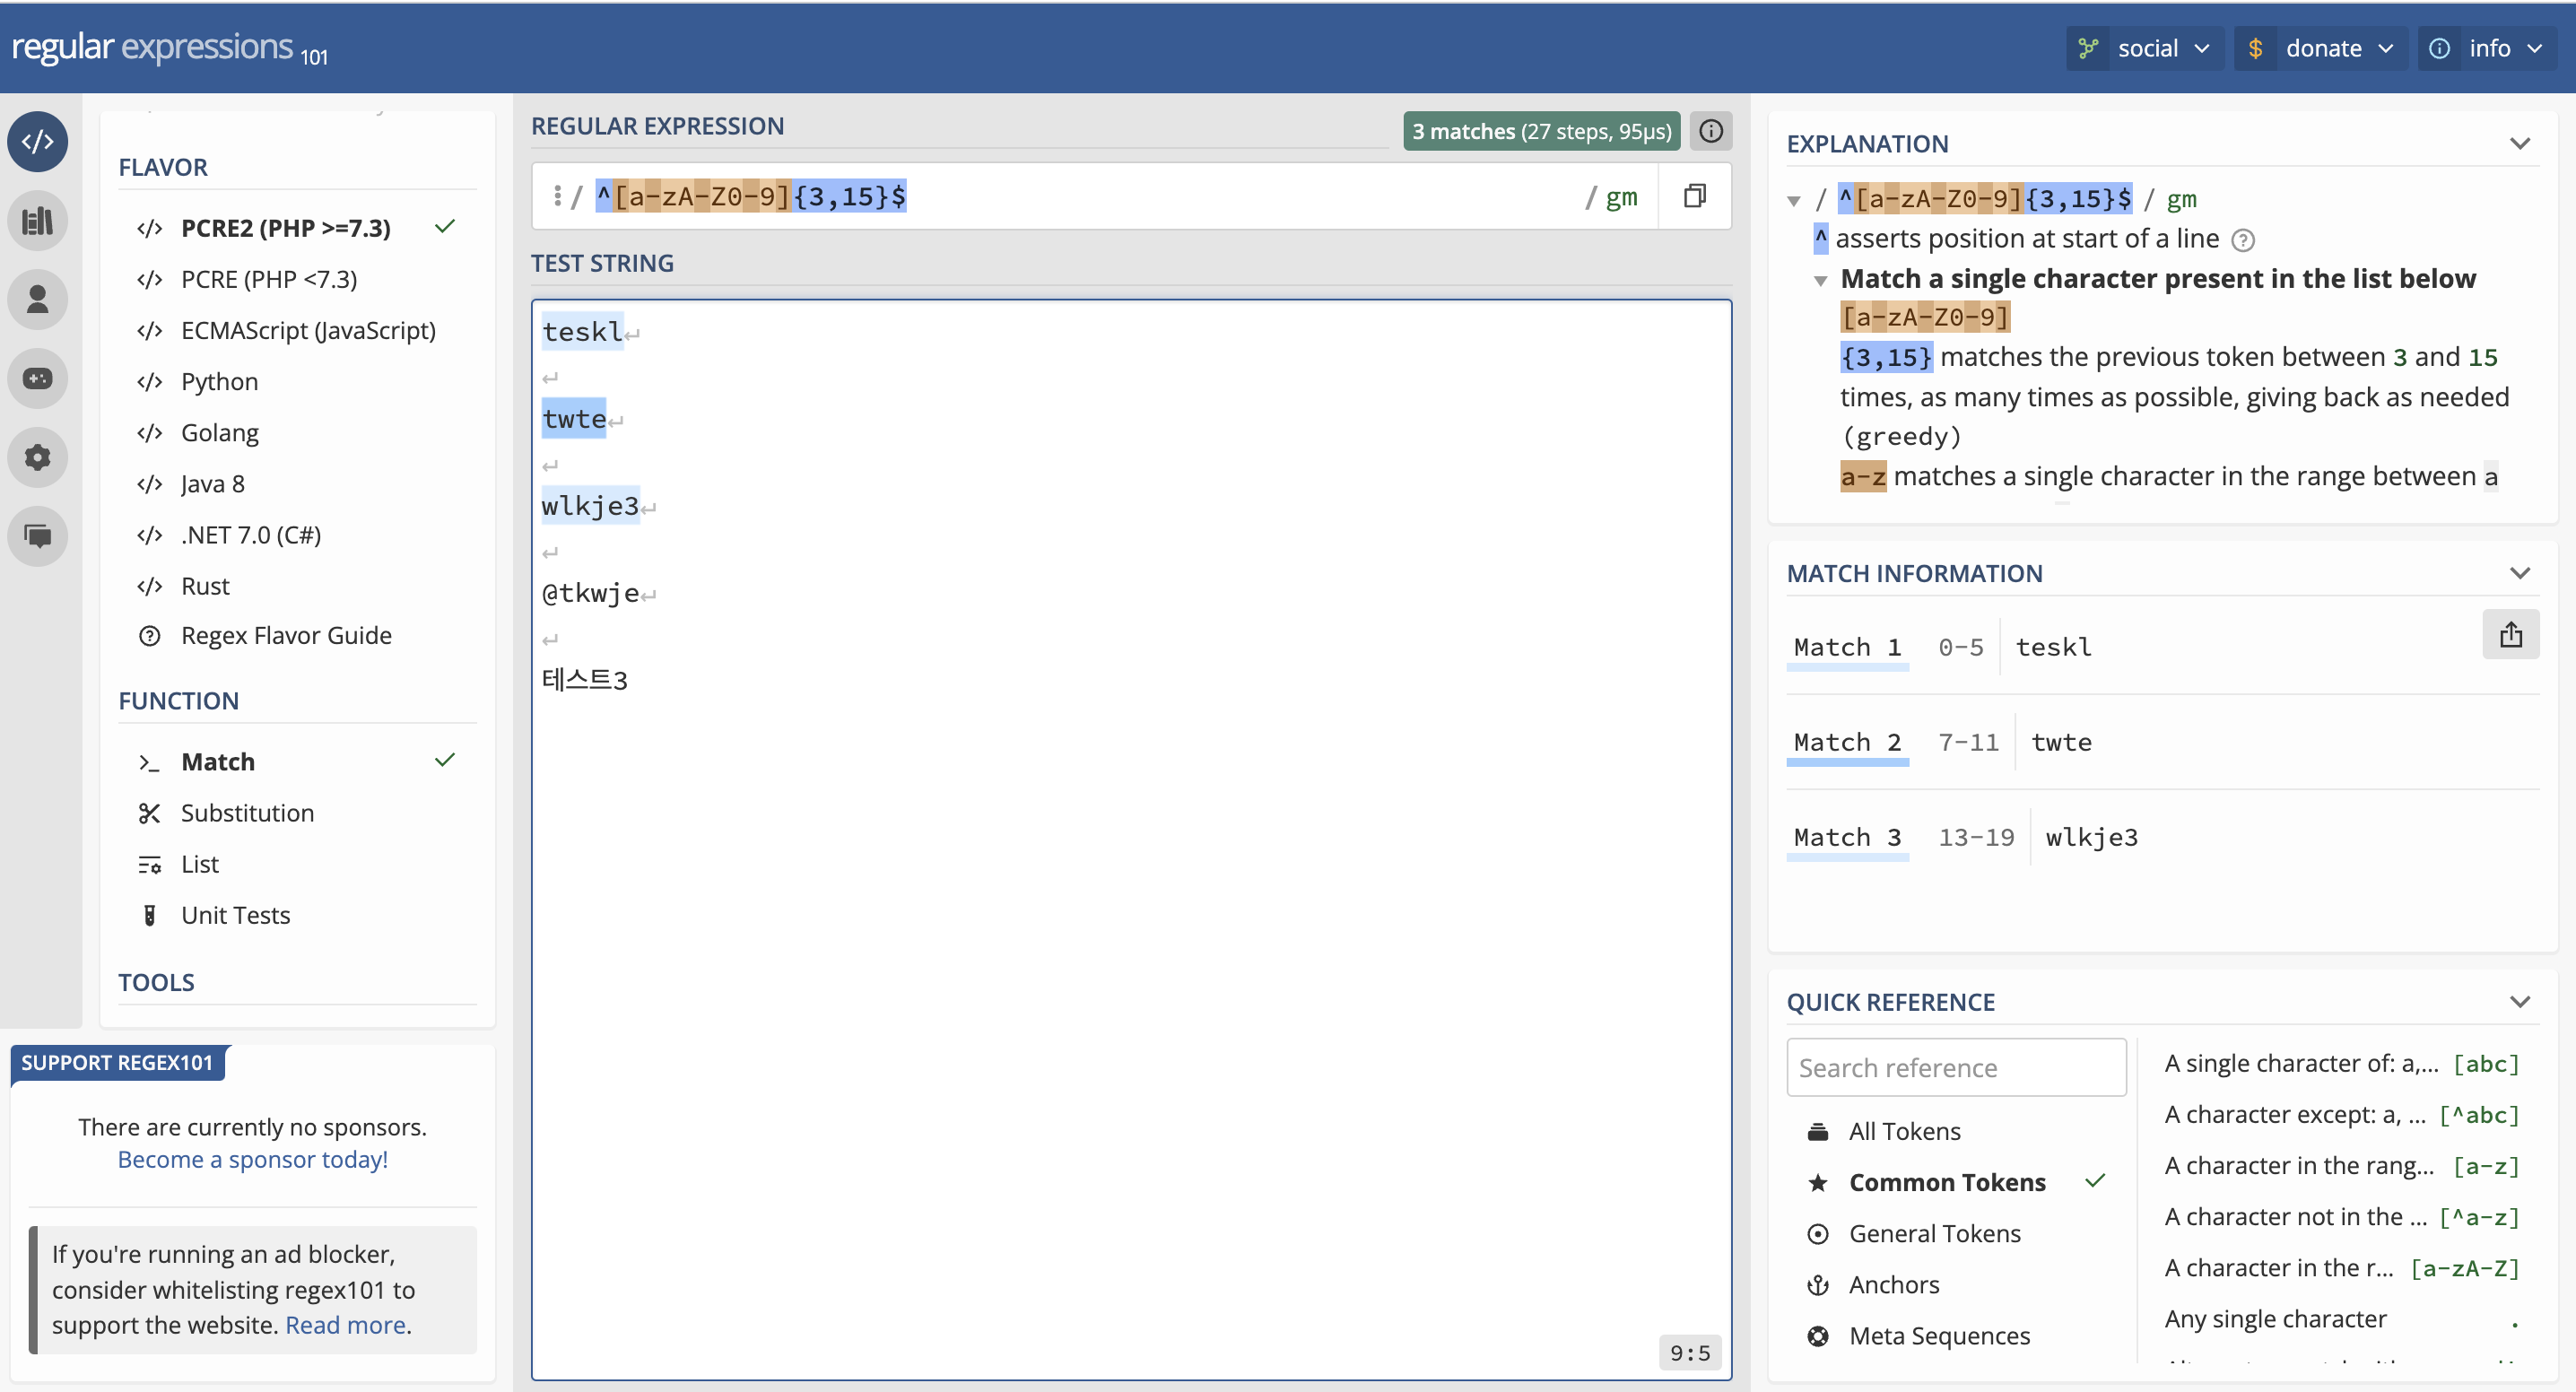 regular expressions 101
social
donate
info
FLAVOR
PCRE2 (PHP >=7.3)
PCRE (PHP <7.3)
ECMAScript (JavaScript)
Python
Golang
Java 8
.NET 7.0 (C#)
Rust
Regex Flavor Guide
FUNCTION
Match
Substitution
List
Unit Tests
TOOLS
SUPPORT REGEX101
There are currently no sponsors.
Become a sponsor today!
If you're running an ad blocker,
consider whitelisting regex101 to
support the website. Read more.
REGULAR EXPRESSION
3 matches (27 steps, 95μs)
/ ^[a-zA-Z0-9]{3,15}$ / gm
TEST STRING
teskl
twte
wlkje3
@tkwje
테스트3
9:5
EXPLANATION
/ ^[a-zA-Z0-9]{3,15}$ / gm
^ asserts position at start of a line
Match a single character present in the list below
[a-zA-Z0-9]
{3,15} matches the previous token between 3 and 15
times, as many times as possible, giving back as needed
(greedy)
a-z matches a single character in the range between a
MATCH INFORMATION
Match 1 0-5 teskl
Match 2 7-11 twte
Match 3 13-19 wlkje3
QUICK REFERENCE
Search reference
All Tokens
Common Tokens
General Tokens
Anchors
Meta Sequences
A single character of: a,... [abc]
A character except: a, ... [^abc]
A character in the rang... [a-z]
A character not in the ... [^a-z]
A character in the r... [a-zA-Z]
Any single character .